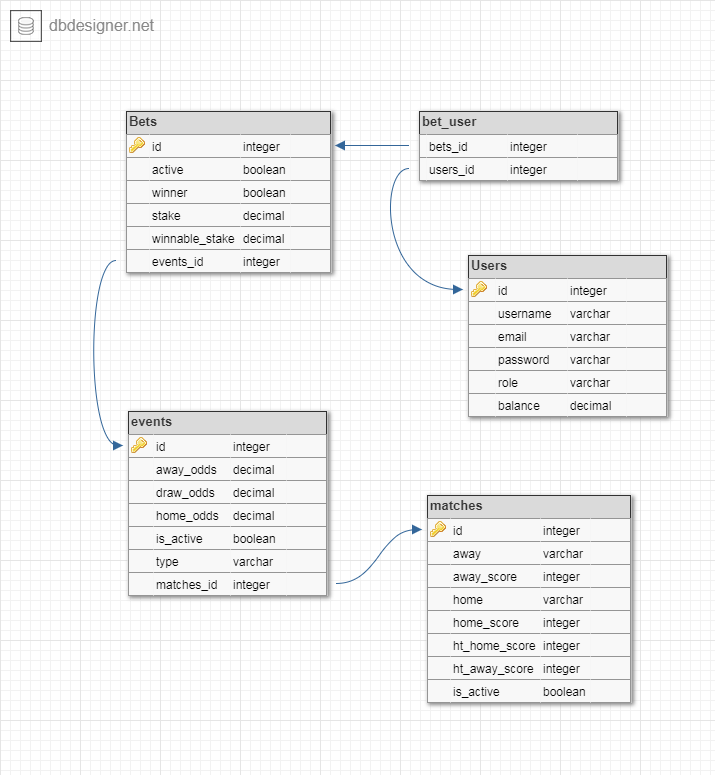 dbdesigner.net
Bets
id integer
active boolean
winner boolean
stake decimal
winnable_stake decimal
events_id integer
bet_user
bets_id integer
users_id integer
Users
id integer
username varchar
email varchar
password varchar
role varchar
balance decimal
events
id integer
away_odds decimal
draw_odds decimal
home_odds decimal
is_active boolean
type varchar
matches_id integer
matches
id integer
away varchar
away_score integer
home varchar
home_score integer
ht_home_score integer
ht_away_score integer
is_active boolean